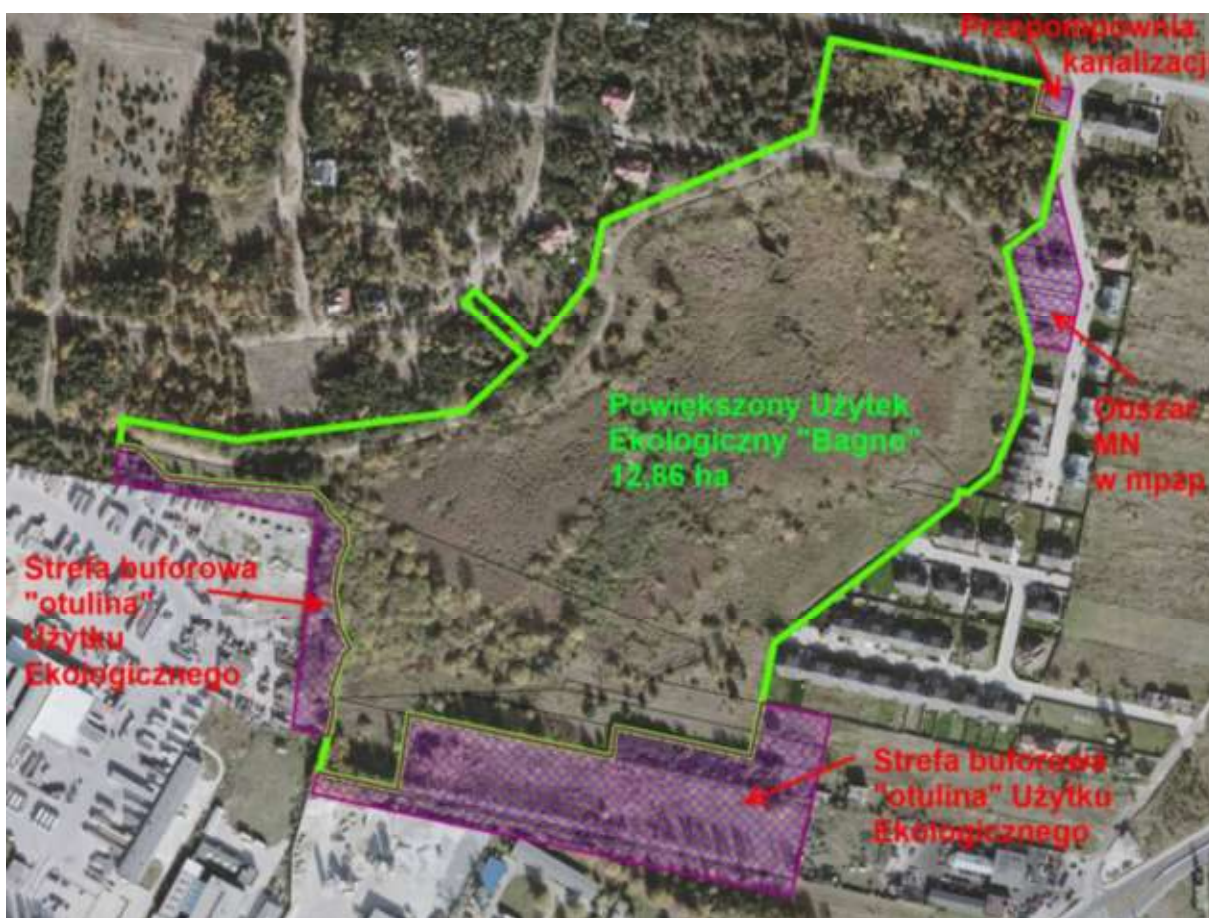 Przepompownia
kanalizacj
Powiększony Użytek
Ekologiczny "Bagno"
12,86 ha
Obszar
MN
w mpzp
Strefa buforowa
"otulina"
Użytku
Ekologicznego
Strefa buforowa
"otulina" Użytku
Ekologicznego